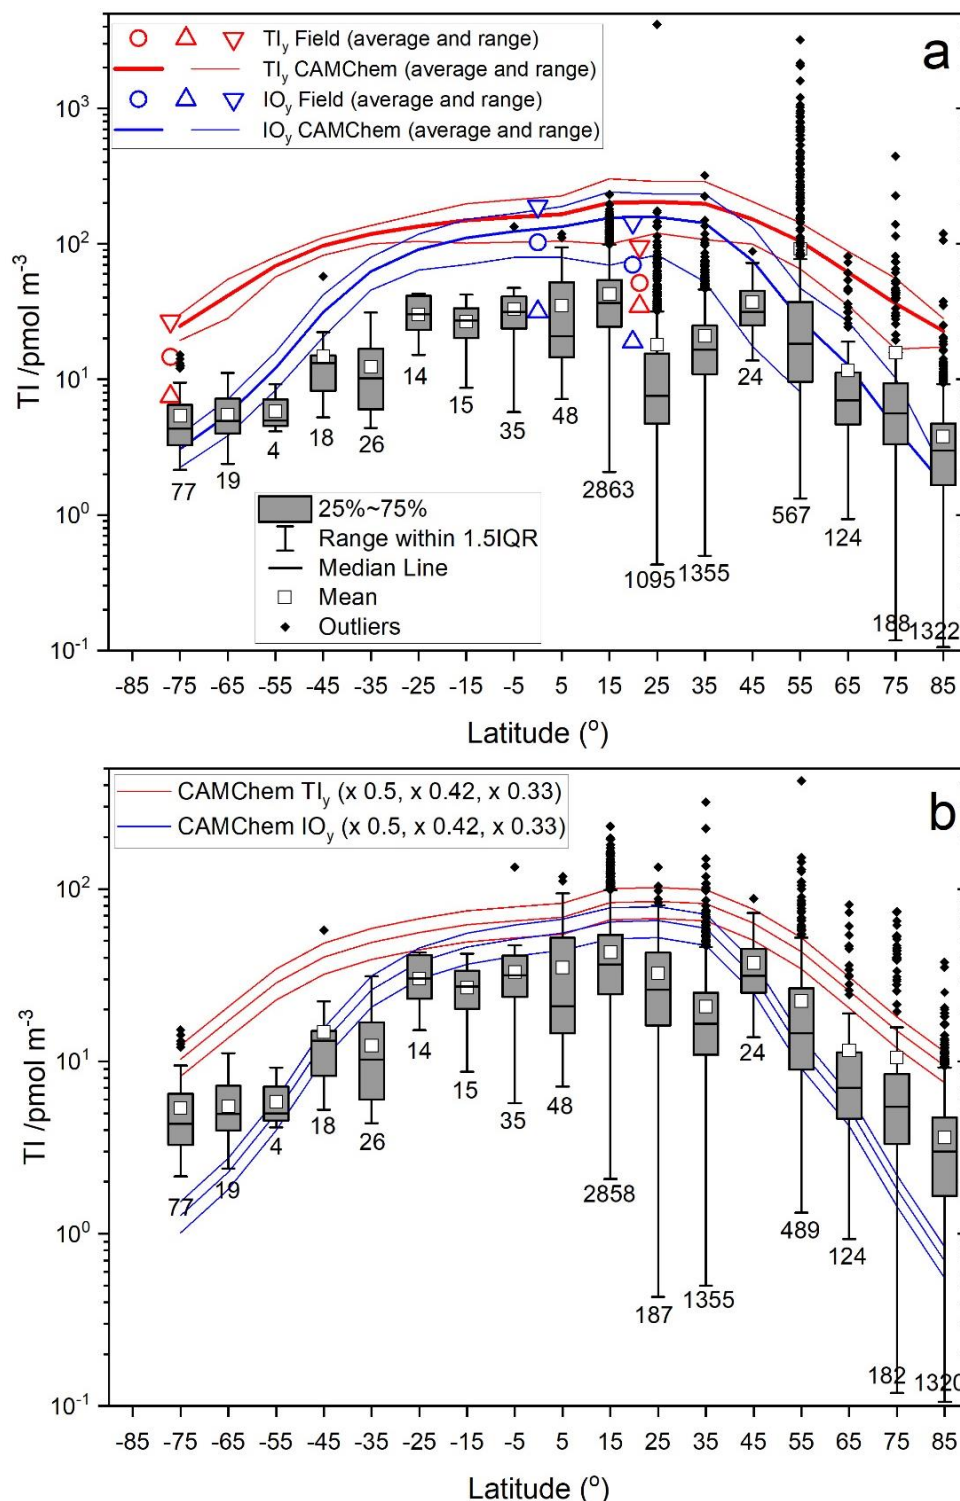 a
TIy Field (average and range)
TIy CAMChem (average and range)
IOy Field (average and range)
IOy CAMChem (average and range)
TI /pmol m-3
10³
10²
10¹
10⁰
10⁻¹
77
19
4
18
26
14
15
35
48
2863
1095
1355
24
567
124
188
1322
25%~75%
Range within 1.5IQR
Median Line
Mean
Outliers
-85 -75 -65 -55 -45 -35 -25 -15 -5 5 15 25 35 45 55 65 75 85
Latitude (o)
b
CAMChem TIy (x 0.5, x 0.42, x 0.33)
CAMChem IOy (x 0.5, x 0.42, x 0.33)
TI /pmol m-3
10²
10¹
10⁰
10⁻¹
77
19
4
18
26
14
15
35
48
2858
187
1355
24
489
124
182
1320
-85 -75 -65 -55 -45 -35 -25 -15 -5 5 15 25 35 45 55 65 75 85
Latitude (o)